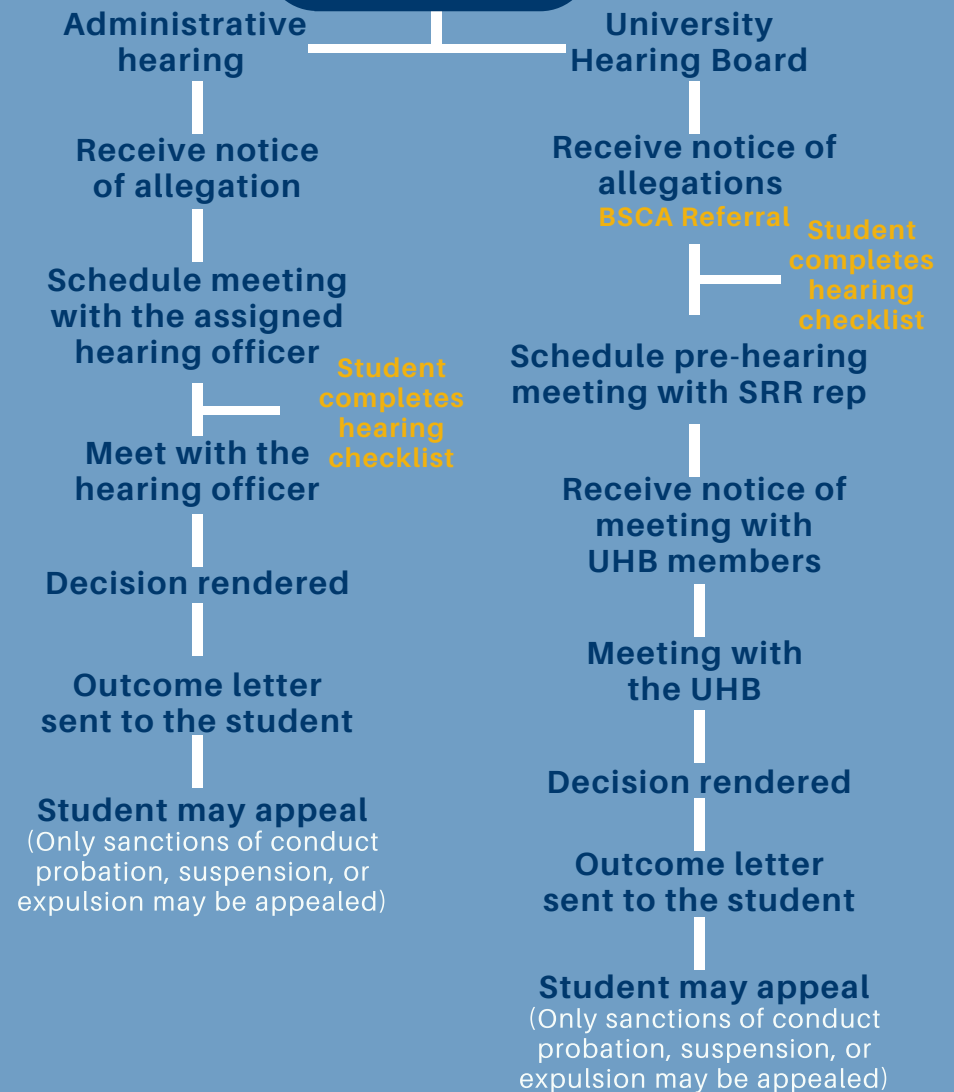 Administrative
hearing
Receive notice
of allegation
Schedule meeting
with the assigned
hearing officer
Student
completes
hearing
checklist
Meet with the
hearing officer
Decision rendered
Outcome letter
sent to the student
Student may appeal
(Only sanctions of conduct
probation, suspension, or
expulsion may be appealed)
University
Hearing Board
Receive notice of
allegations
BSCA Referral
Student
completes
hearing
checklist
Schedule pre-hearing
meeting with SRR rep
Receive notice of
meeting with
UHB members
Meeting with
the UHB
Decision rendered
Outcome letter
sent to the student
Student may appeal
(Only sanctions of conduct
probation, suspension, or
expulsion may be appealed)